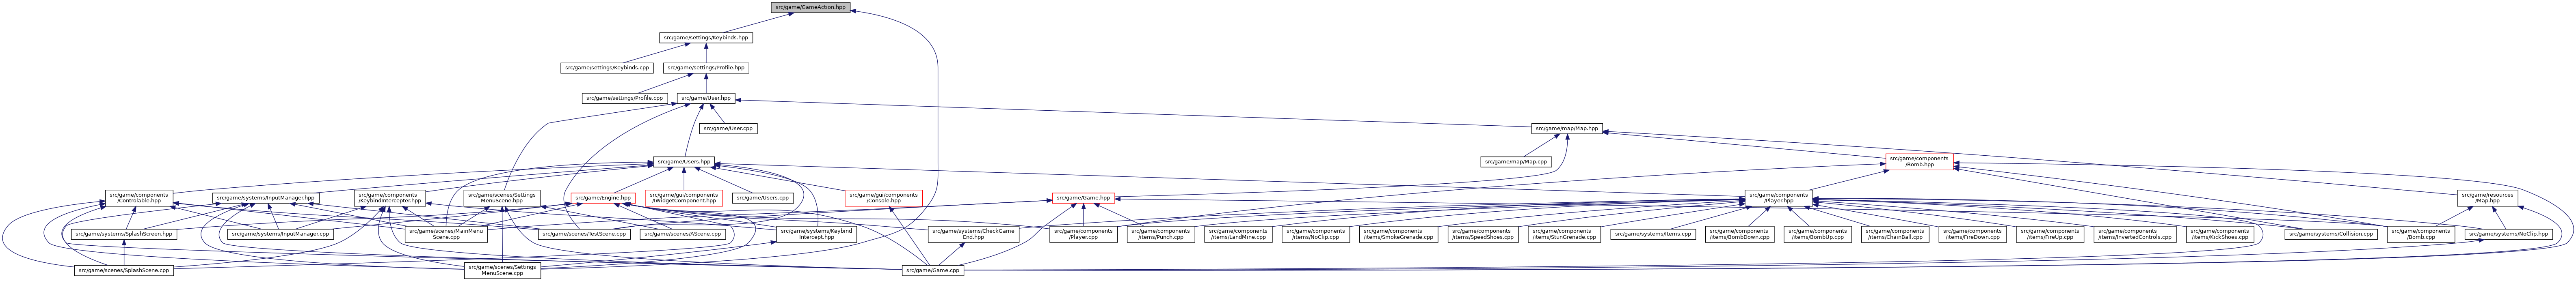 src/game/GameAction.hpp
src/game/settings/Keybinds.hpp
src/game/settings/Keybinds.cpp
src/game/settings/Profile.hpp
src/game/settings/Profile.cpp
src/game/User.hpp
src/game/User.cpp
src/game/map/Map.hpp
src/game/Users.hpp
src/game/map/Map.cpp
src/game/components
/Bomb.hpp
src/game/components
/Controlable.hpp
src/game/systems/InputManager.hpp
src/game/components
/KeybindIntercepter.hpp
src/game/scenes/Settings
MenuScene.hpp
src/game/Engine.hpp
src/game/gui/components
/IWidgetComponent.hpp
src/game/Users.cpp
src/game/gui/components
/Console.hpp
src/game/Game.hpp
src/game/components
/Player.hpp
src/game/resources
/Map.hpp
src/game/systems/SplashScreen.hpp
src/game/systems/InputManager.cpp
src/game/scenes/MainMenu
Scene.cpp
src/game/scenes/TestScene.cpp
src/game/scenes/AScene.cpp
src/game/systems/Keybind
Intercept.hpp
src/game/systems/CheckGame
End.hpp
src/game/components
/Player.cpp
src/game/components
/items/Punch.cpp
src/game/components
/items/LandMine.cpp
src/game/components
/items/NoClip.cpp
src/game/components
/items/SmokeGrenade.cpp
src/game/components
/items/SpeedShoes.cpp
src/game/components
/items/StunGrenade.cpp
src/game/systems/Items.cpp
src/game/components
/items/BombDown.cpp
src/game/components
/items/BombUp.cpp
src/game/components
/items/ChainBall.cpp
src/game/components
/items/FireDown.cpp
src/game/components
/items/FireUp.cpp
src/game/components
/items/InvertedControls.cpp
src/game/components
/items/KickShoes.cpp
src/game/systems/Collision.cpp
src/game/components
/Bomb.cpp
src/game/systems/NoClip.hpp
src/game/scenes/SplashScene.cpp
src/game/scenes/Settings
MenuScene.cpp
src/game/Game.cpp